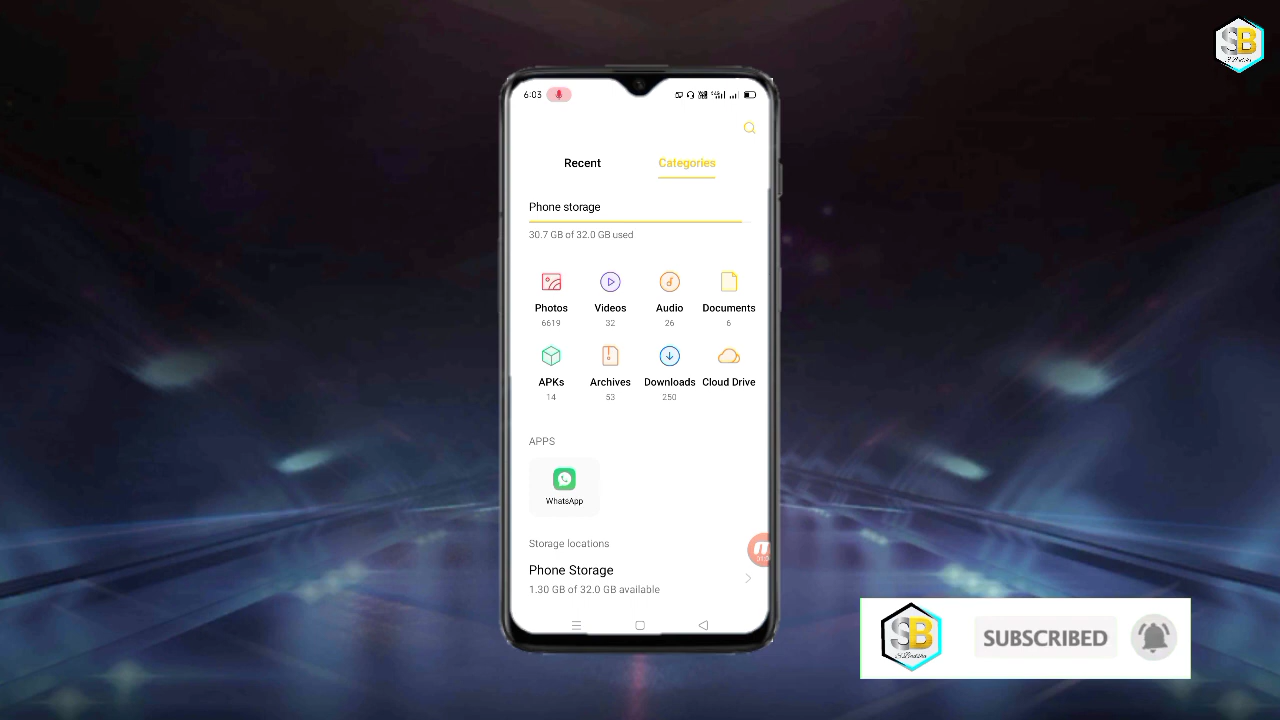 SB
6:03
Recent Categories
Phone storage
30.7 GB of 32.0 GB used
Photos Videos Audio Documents
6619 32 26 6
APKs Archives Downloads Cloud Drive
14 53 250
APPS
WhatsApp
Storage locations
Phone Storage
1.30 GB of 32.0 GB available
SB
SUBSCRIBED